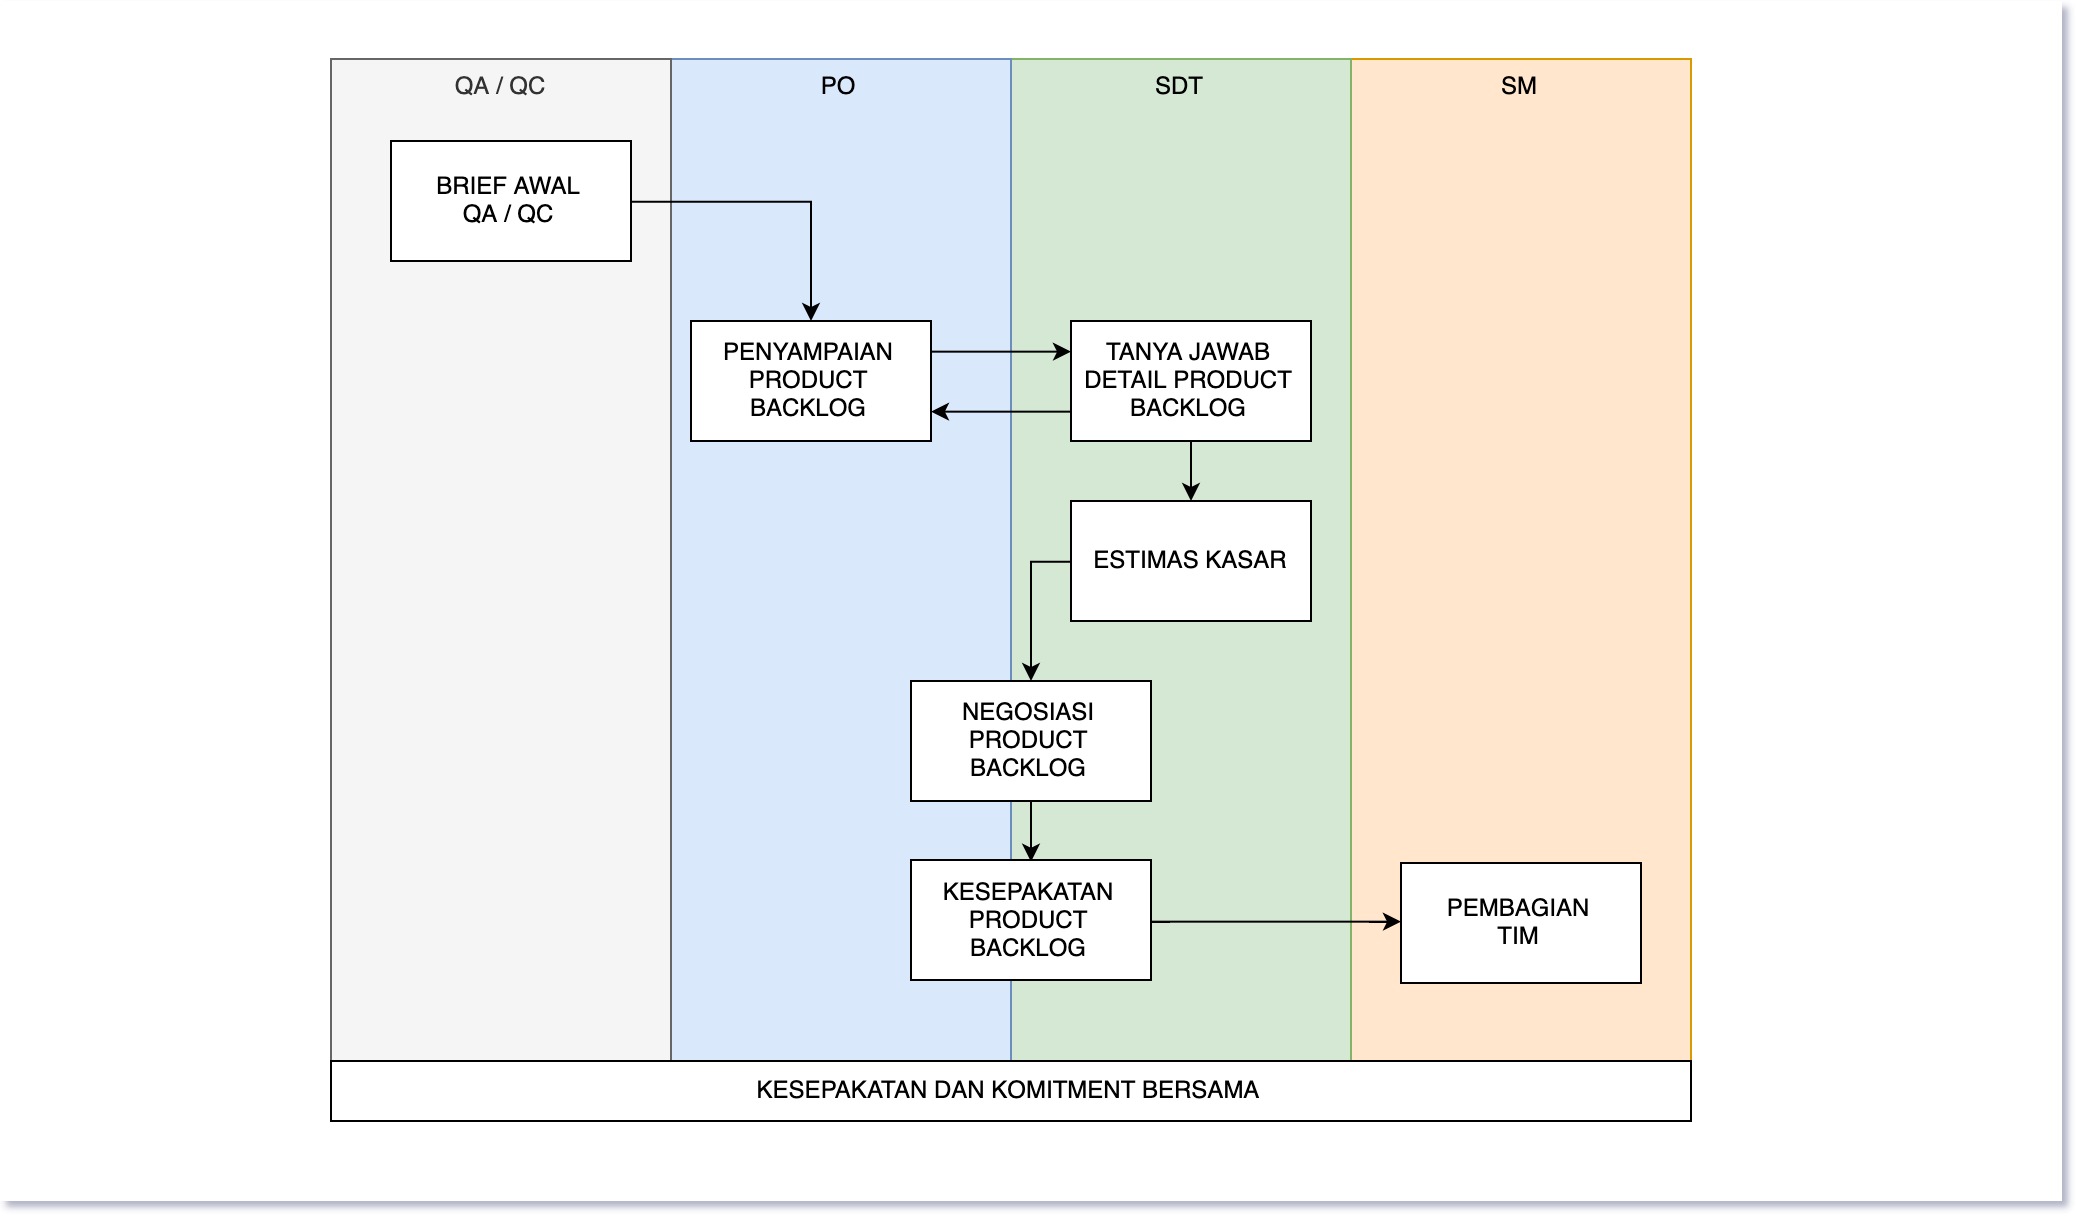 QA / QC
PO
SDT
SM
BRIEF AWAL
QA / QC
PENYAMPAIAN
PRODUCT
BACKLOG
TANYA JAWAB
DETAIL PRODUCT
BACKLOG
ESTIMAS KASAR
NEGOSIASI
PRODUCT
BACKLOG
KESEPAKATAN
PRODUCT
BACKLOG
PEMBAGIAN
TIM
KESEPAKATAN DAN KOMITMENT BERSAMA